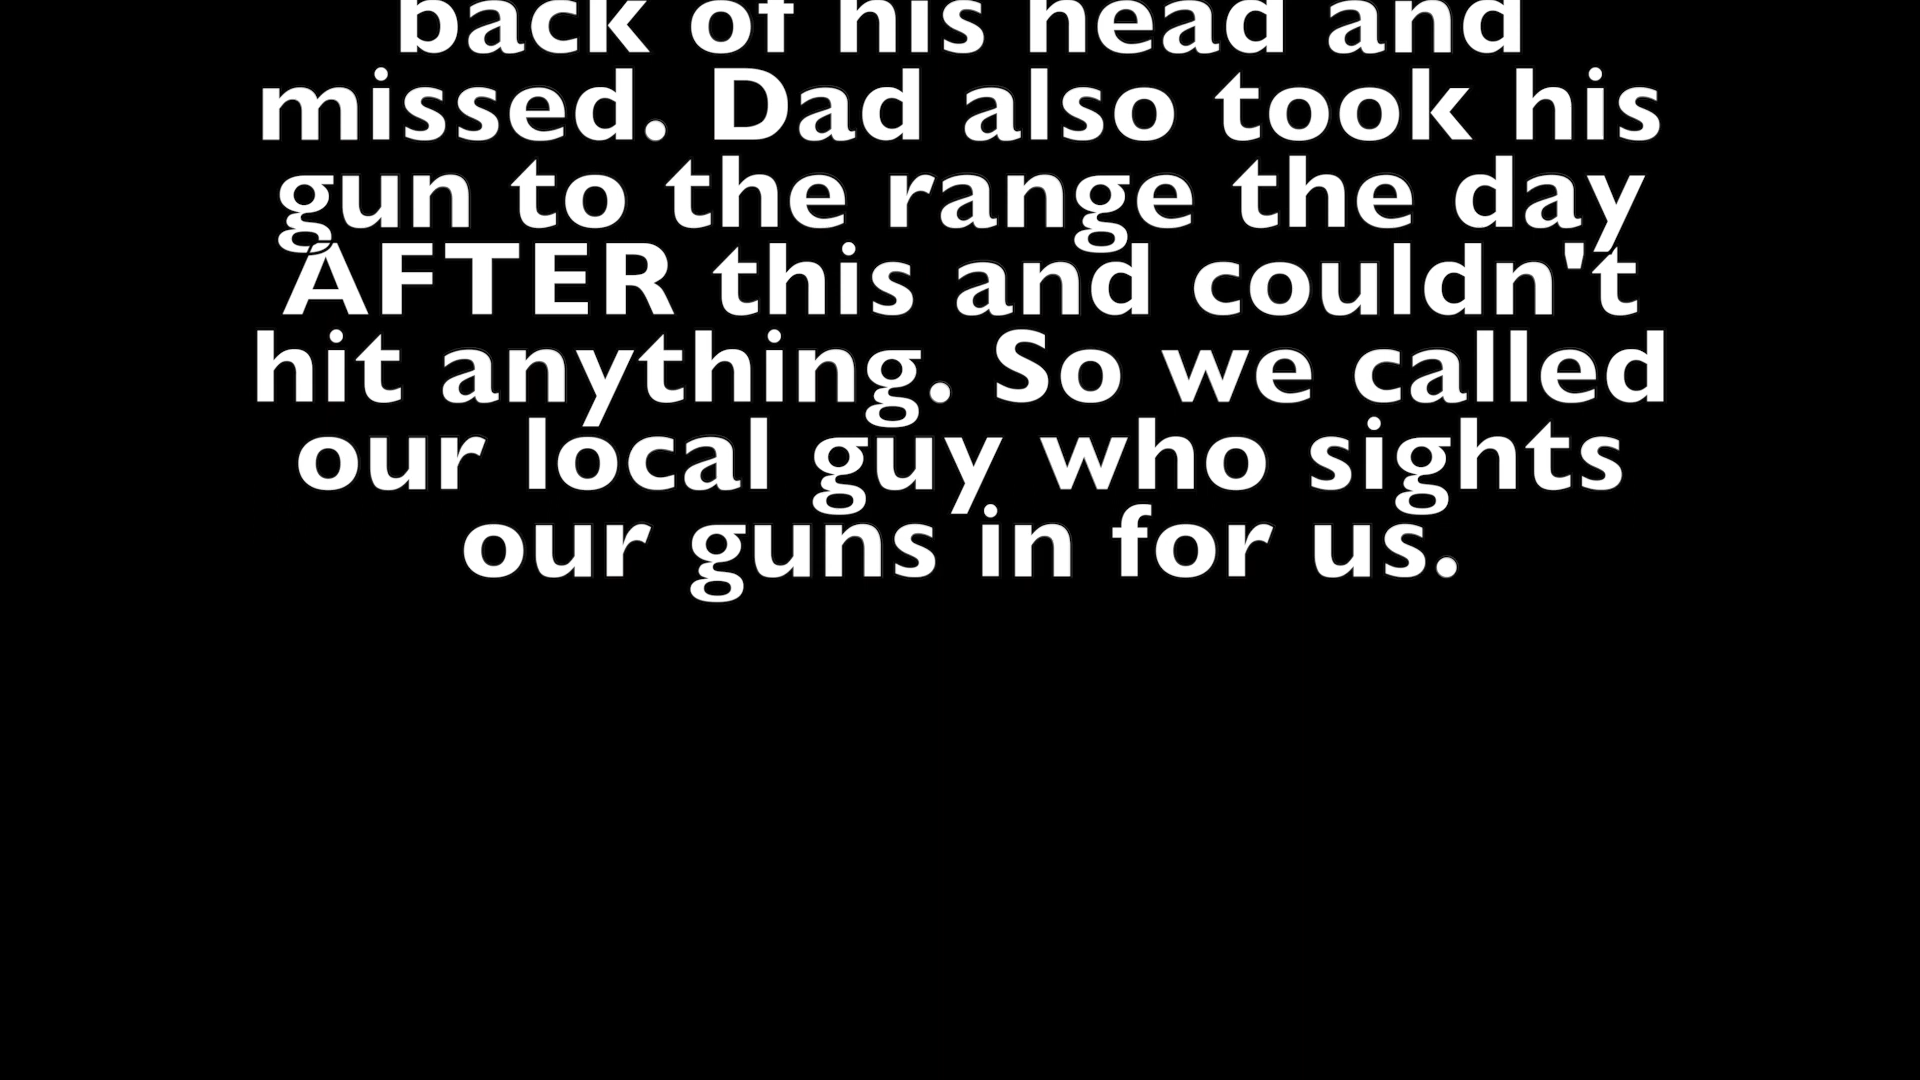 back of his head and
missed. Dad also took his
gun to the range the day
AFTER this and couldn't
hit anything. So we called
our local guy who sights
our guns in for us.